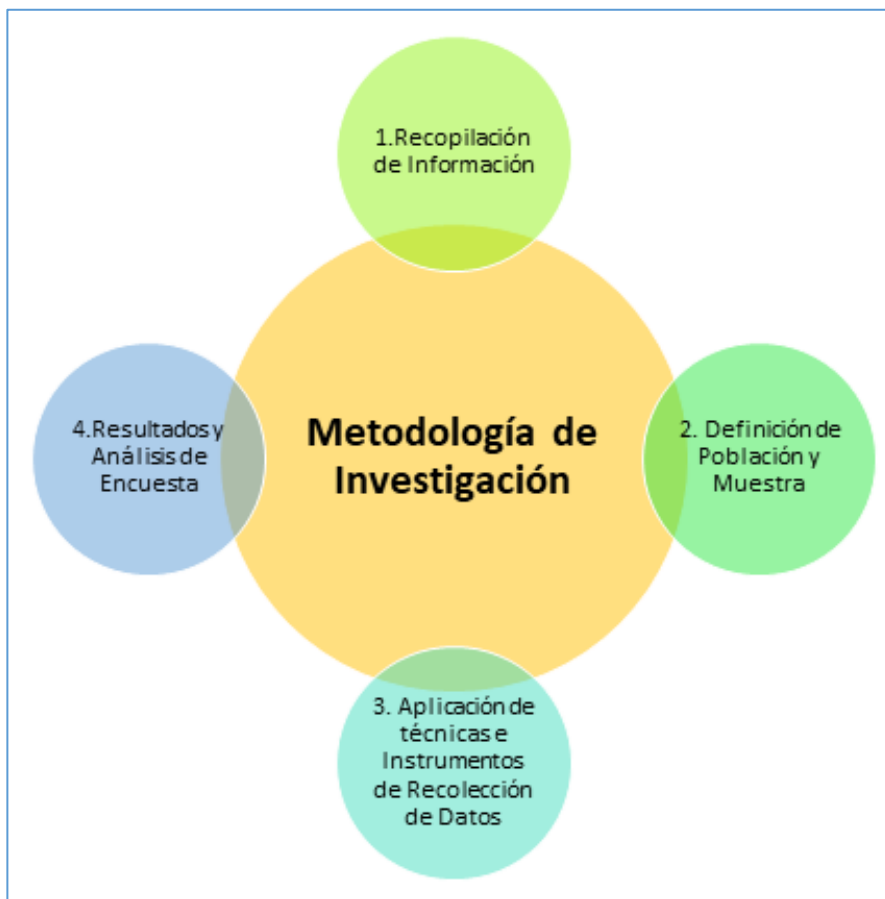 1.Recopilación
de Información
Metodología de
Investigación
2. Definición de
Población y
Muestra
3. Aplicación de
técnicas e
Instrumentos
de Recolección
de Datos
4.Resultados y
Análisis de
Encuesta